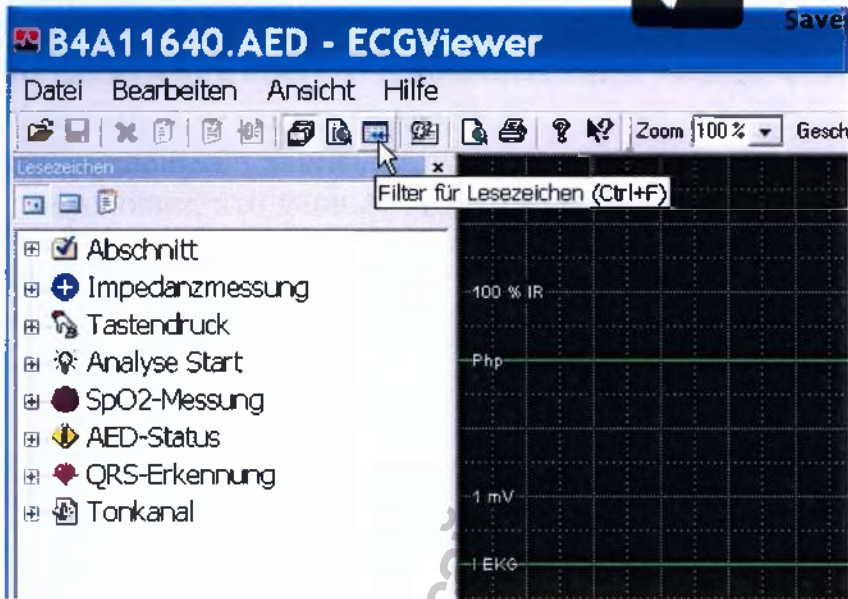 Save
B4A11640.AED - ECGViewer
Datei Bearbeiten Ansicht Hilfe
Zoom 100 % Gesch
Lesezeichen
Filter für Lesezeichen (Ctrl+F)
Abschnitt
Impedanzmessung
Tastendruck
Analyse Start
SpO2-Messung
AED-Status
QRS-Erkennung
Tonkanal
100 % IR
Php
1 mV
I EKG